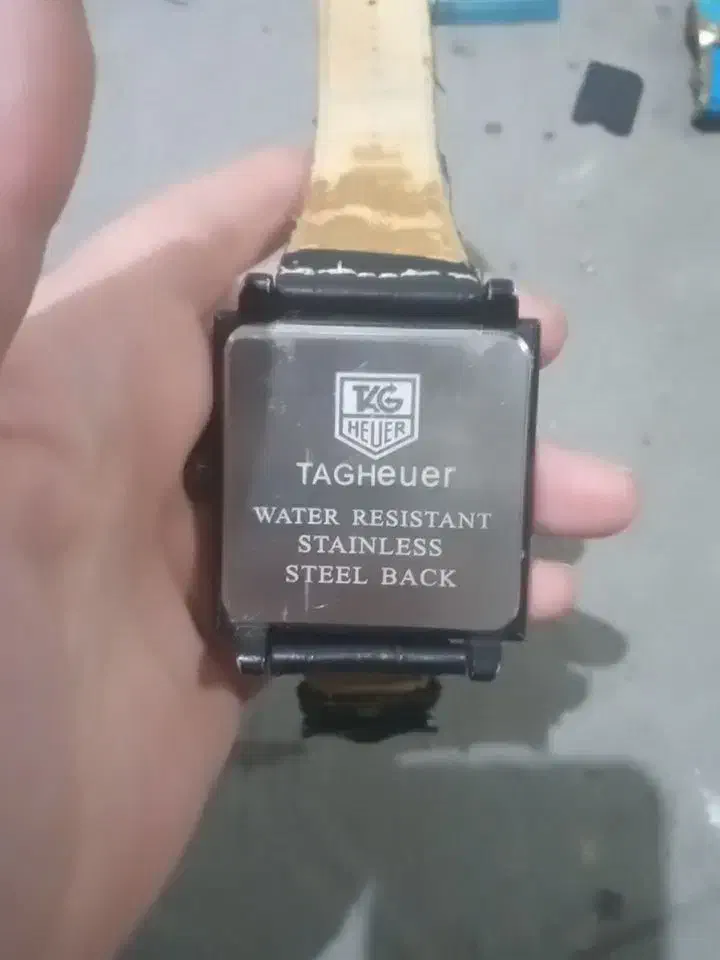 TAG
HEUER
TAGHeuer
WATER RESISTANT
STAINLESS
STEEL BACK